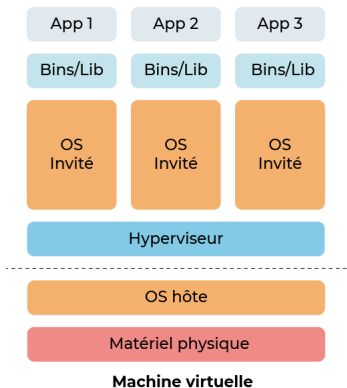 App 1 App 2 App 3
Bins/Lib Bins/Lib Bins/Lib
OS OS OS
Invité Invité Invité
Hyperviseur
OS hôte
Matériel physique
Machine virtuelle